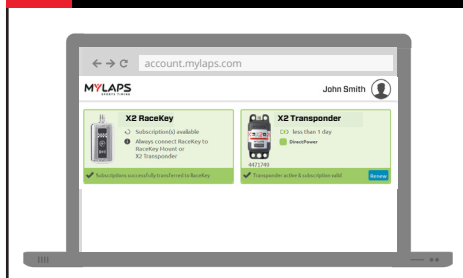 account.mylaps.com
MYLAPS
SPORTS TIMING
John Smith
X2 RaceKey
Subscription(s) available
Always connect RaceKey to
RaceKey Mount or
X2 Transponder
Subscriptions successfully transferred to RaceKey
X2 Transponder
less than 1 day
DirectPower
4471749
Transponder active & subscription valid
Renew